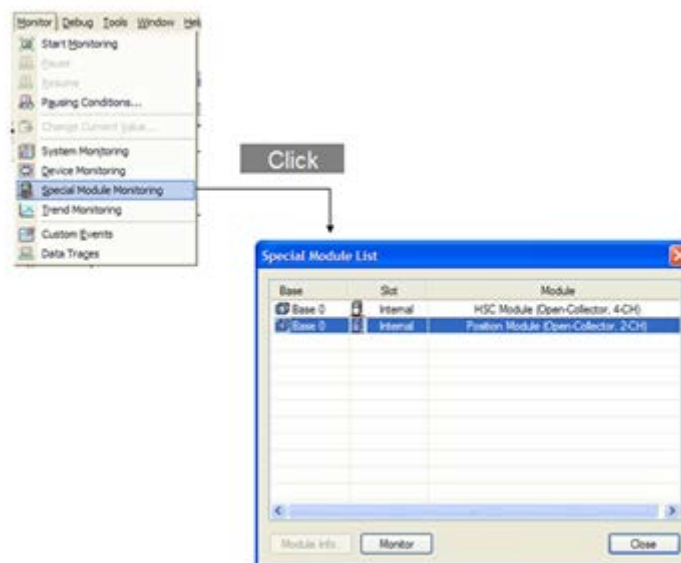 Monitor Debug Tools Window
Start Monitoring
Pause
Resume
Pausing Conditions...
Change Current Value...
System Monitoring
Device Monitoring
Special Module Monitoring
Trend Monitoring
Custom Events
Data Traces
Click
Special Module List
Base Slot Module
Base 0 Internal HSC Module (Open-Collector, 4-CH)
Base 0 Internal Position Module (Open-Collector, 2-CH)
Module Info. Monitor Close